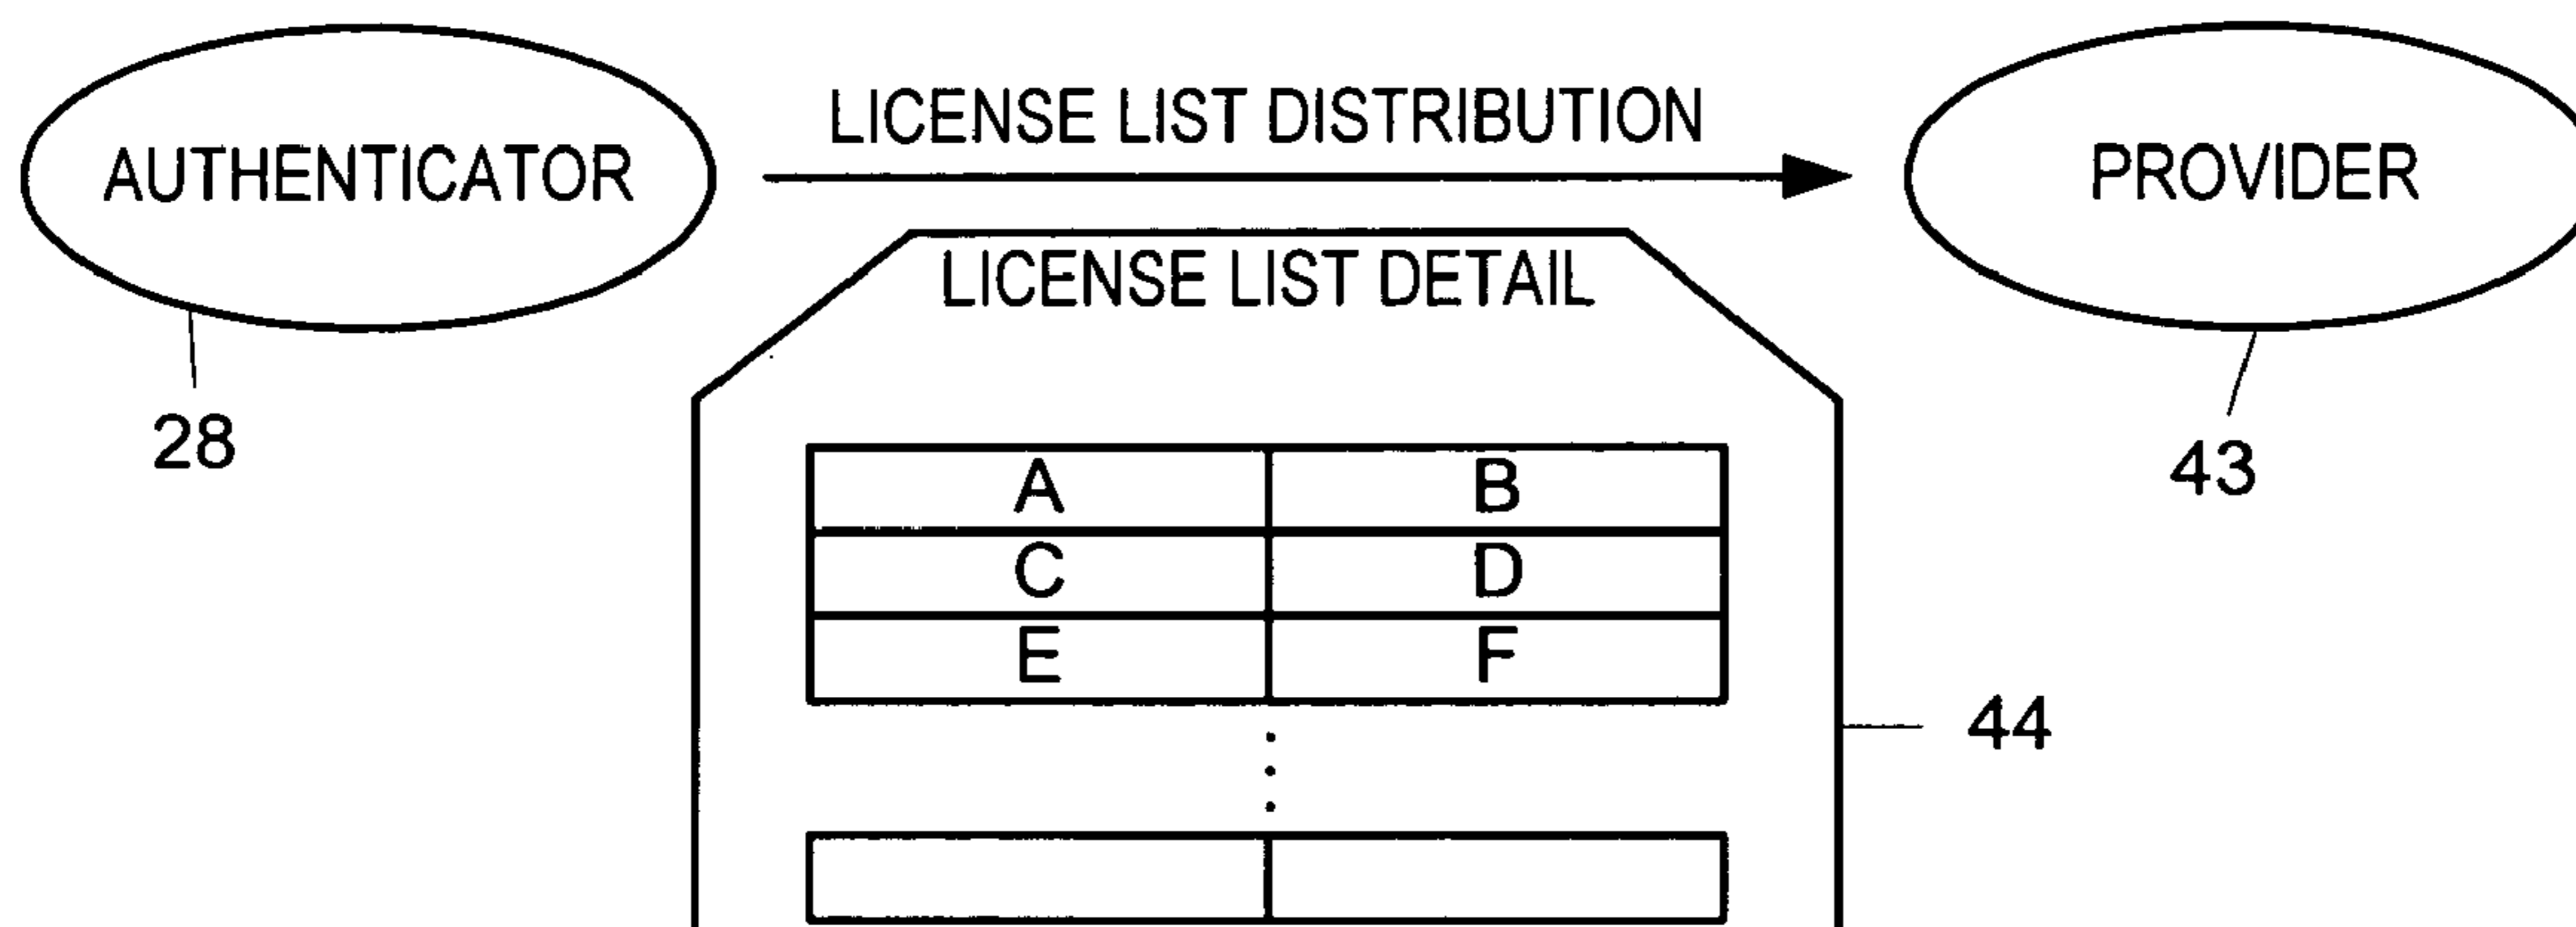 LICENSE LIST DISTRIBUTION
AUTHENTICATOR
PROVIDER
LICENSE LIST DETAIL
28
43
A B
C D
E F
44